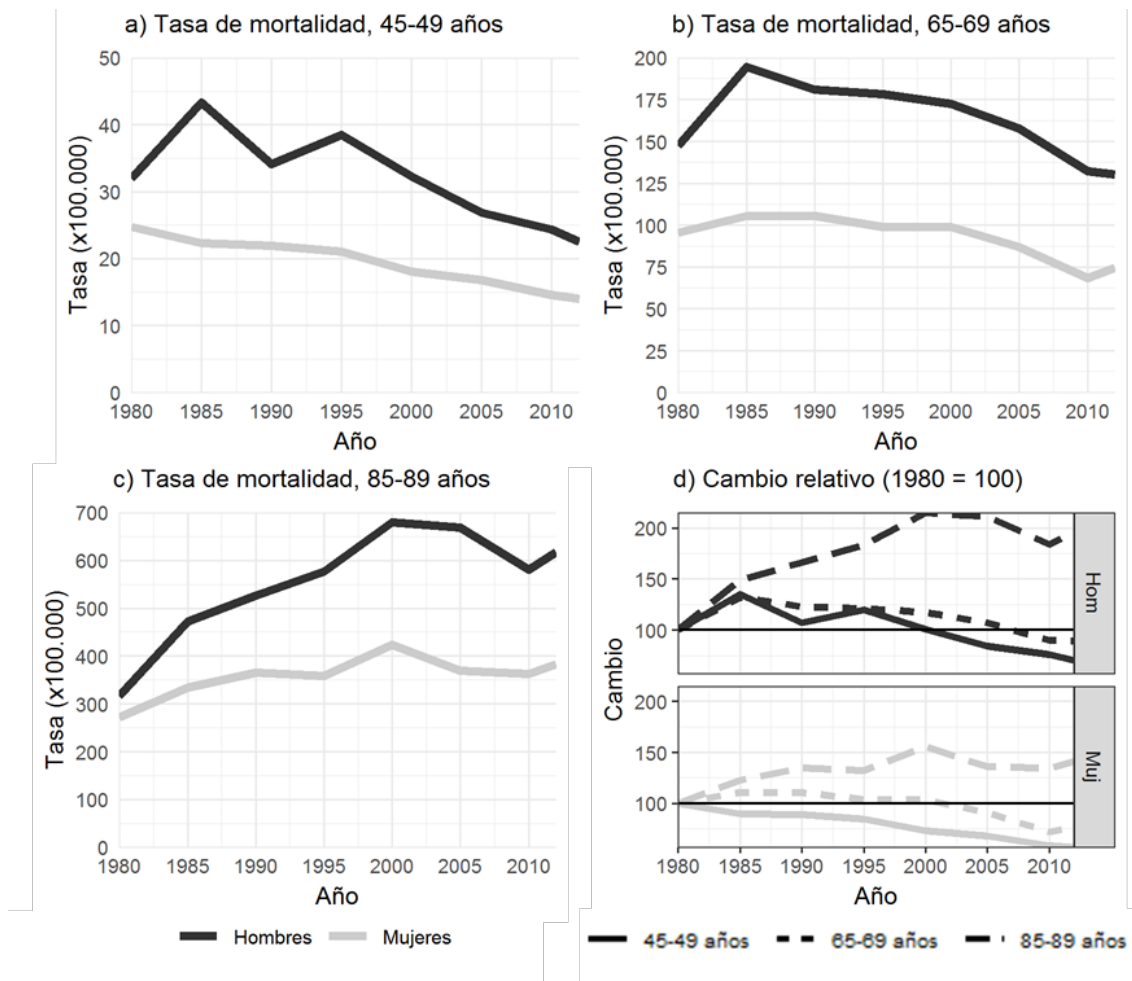 a) Tasa de mortalidad, 45-49 años
50
40
30
20
10
0
Tasa (x100.000)
1980 1985 1990 1995 2000 2005 2010
Año
b) Tasa de mortalidad, 65-69 años
200
175
150
125
100
75
50
25
0
Tasa (x100.000)
1980 1985 1990 1995 2000 2005 2010
Año
c) Tasa de mortalidad, 85-89 años
700
600
500
400
300
200
100
0
Tasa (x100.000)
1980 1985 1990 1995 2000 2005 2010
Año
Hombres Mujeres
d) Cambio relativo (1980 = 100)
200
150
100
Hom
200
150
100
Muj
Cambio
1980 1985 1990 1995 2000 2005 2010
Año
45-49 años 65-69 años 85-89 años